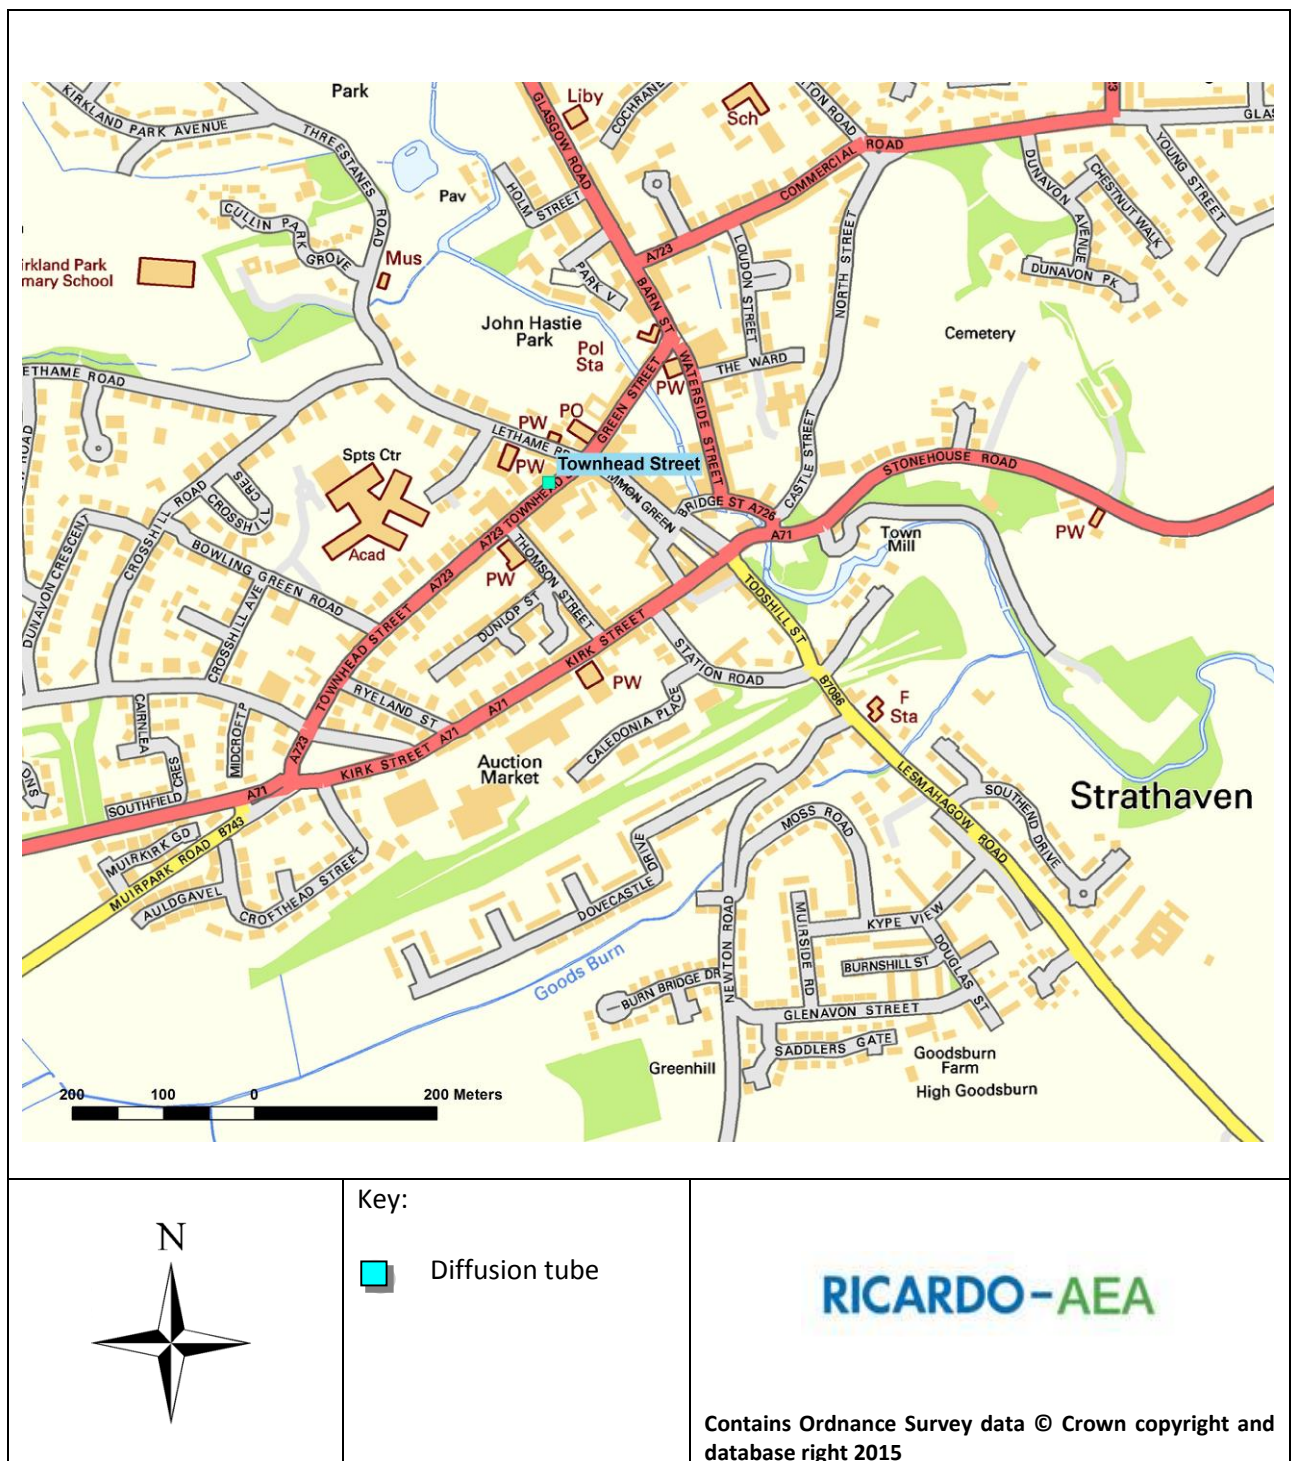 KIRKLAND PARK AVENUE
Park
THREESTANES ROAD
GLASGOW ROAD
Liby
COCHRANE
Sch
TON ROAD
COMMERCIAL ROAD
GLAS
YOUNG STREET
DUNAVON AVENUE
CHESTNUT WALK
DUNAVON PK
Pav
HOLM STREET
CULLIN PARK
GROVE
Mus
irkland Park
mary School
A723
LOUDON STREET
NORTH STREET
PARK V
BARN ST
John Hastie
Park
Pol
Sta
Cemetery
THE WARD
WATERSIDE STREET
PW
GREEN STREET
ETHAME ROAD
PO
PW
LETHAME RD
PW
CASTLE STREET
STONEHOUSE ROAD
Spts Ctr
Townhead Street
CROSSHILL ROAD
CROSSHILL
CRES
MMON GREEN
BRIDGE ST A726
A71
Town
Mill
PW
Acad
A723 TOWNHEAD S
A723
PW
THOMSON STREET
DUNLOP ST
BOWLING GREEN ROAD
DUNAVON CRESCENT
ROAD
CROSSHILL AVE
TOWNHEAD STREET
TODSHILL ST
KIRK STREET
STATION ROAD
PW
B7086
F
Sta
RYELAND ST
CALEDONIA PLACE
A71
CAIRNLEA
CRES
MIDCROFT P
A723
KIRK STREET A71
Auction
Market
SOUTHFIELD
A71
SNO
MUIRKIRK GD
MUIRPARK ROAD B743
AULDGAVEL
CROFTHEAD STREET
LESMAHAGOW ROAD
SOUTHEND DRIVE
Strathaven
MOSS ROAD
DOVECASTLE DRIVE
NEWTON ROAD
MUIRSIDE RD
KYPE VIEW
BURNSHILL ST
DOUGLAS ST
Goods Burn
BURN BRIDGE DR
GLENAVON STREET
SADDLERS GATE
Greenhill
Goodsburn
Farm
High Goodsburn
200 100 0 200 Meters
N
Key:
Diffusion tube
RICARDO-AEA
Contains Ordnance Survey data © Crown copyright and
database right 2015